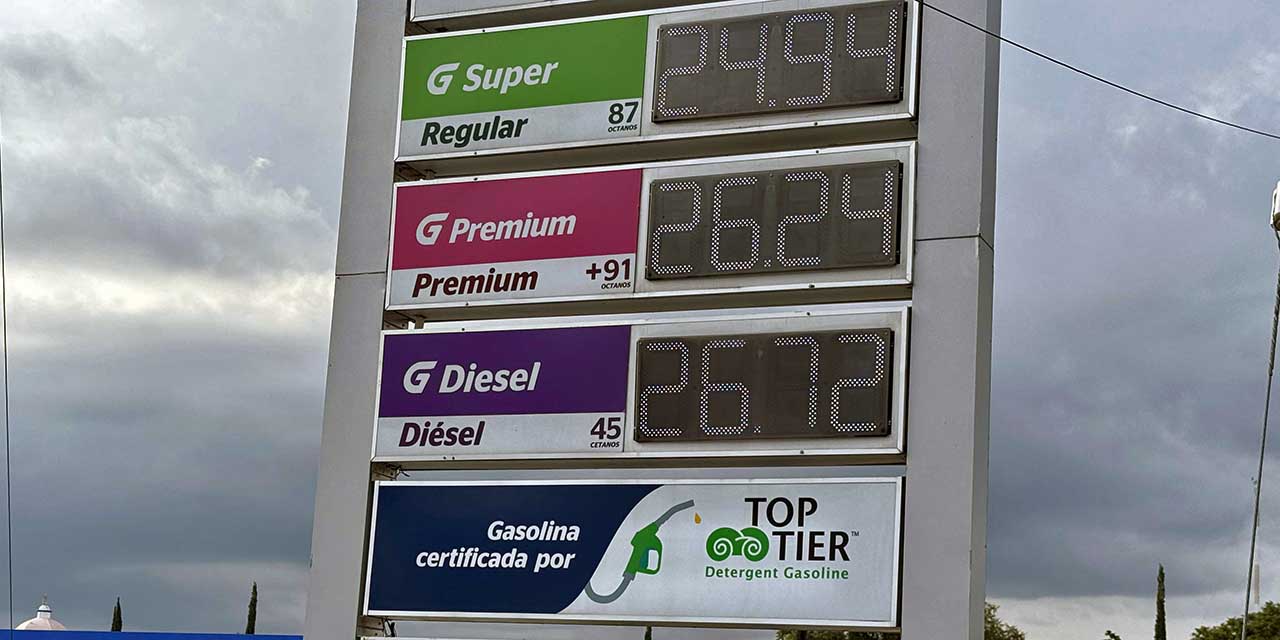 G Super 24.94
Regular 87
OCTANOS
G Premium 26.24
Premium +91
OCTANOS
G Diesel 26.72
Diésel 45
CETANOS
Gasolina
certificada por
TOP
TIER™
Detergent Gasoline